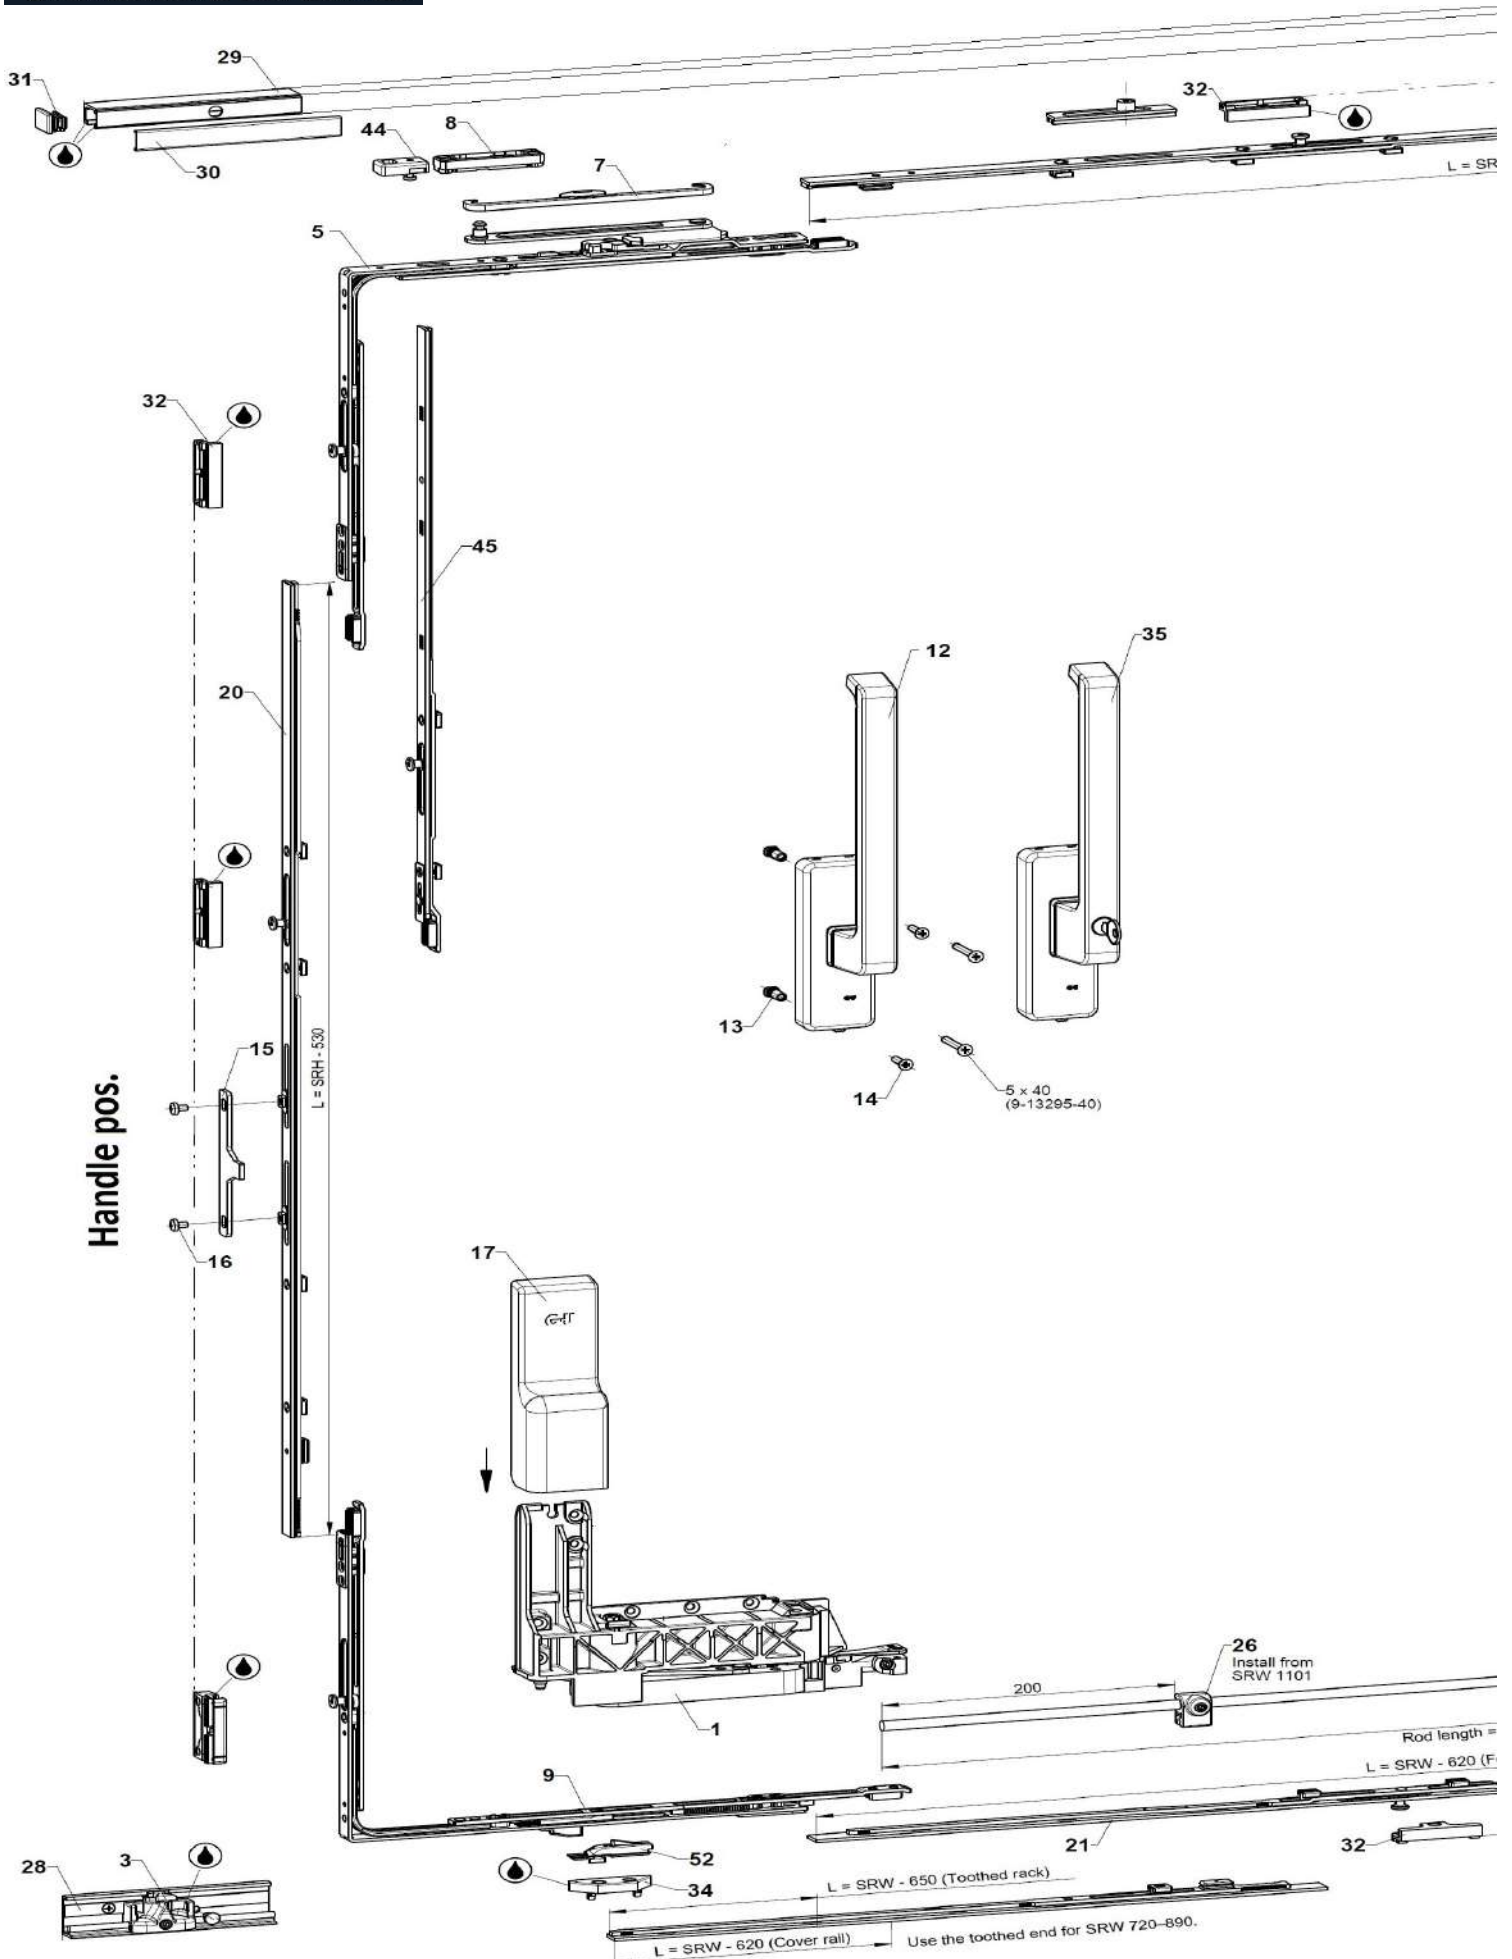 29
31
32
8
44
30
7
L = SR
5
32
45
35
12
20
L = SRH - 530
13
15
5 x 40
(9-13295-40)
14
Handle pos.
17
16
GU
26
Install from
SRW 1101
200
1
Rod length =
L = SRW - 620 (F
9
21
32
52
28
3
L = SRW - 650 (Toothed rack)
34
Use the toothed end for SRW 720–890.
L = SRW - 620 (Cover rail)